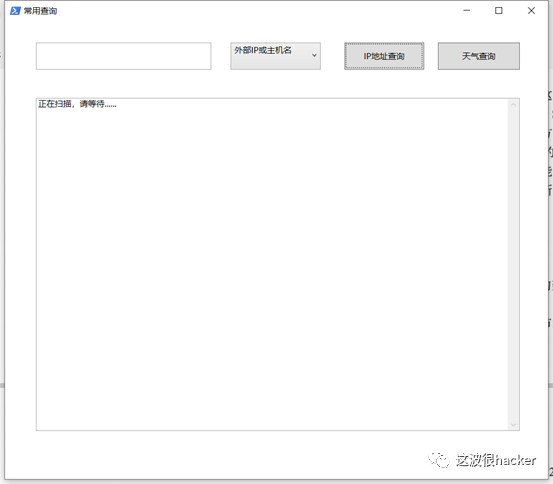 常用查询
外部IP或主机名
IP地址查询
天气查询
正在扫描，请等待......
这波很hacker